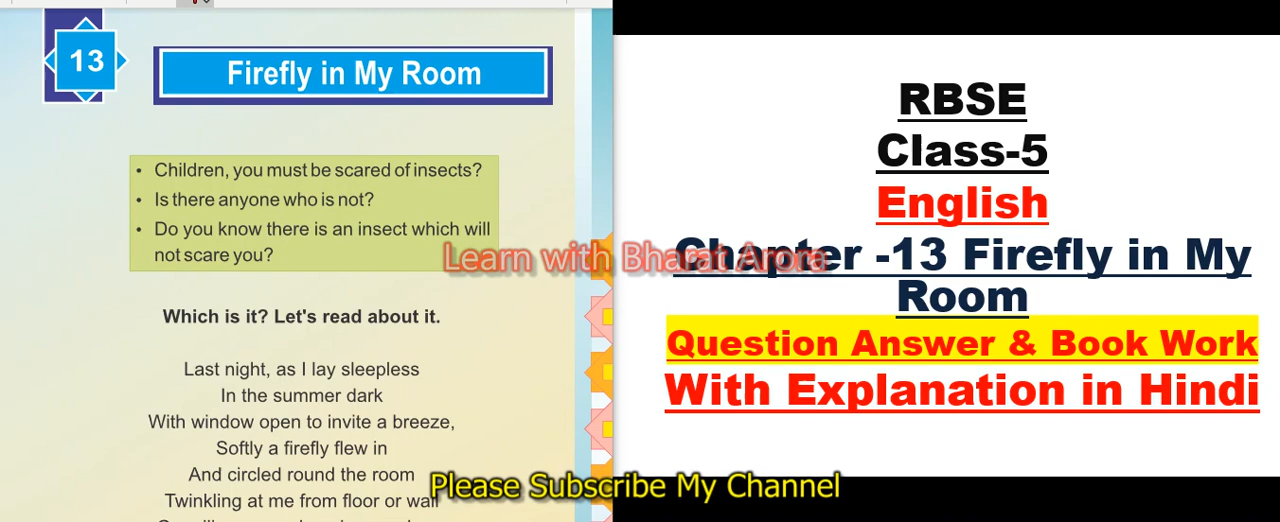 13
Firefly in My Room
• Children, you must be scared of insects?
• Is there anyone who is not?
• Do you know there is an insect which will
not scare you?
Which is it? Let's read about it.
Last night, as I lay sleepless
In the summer dark
With window open to invite a breeze,
Softly a firefly flew in
And circled round the room
Twinkling at me from floor or wall
RBSE
Class-5
English
Chapter -13 Firefly in My
Room
Question Answer & Book Work
With Explanation in Hindi
Learn with Bharat Arora
Please Subscribe My Channel